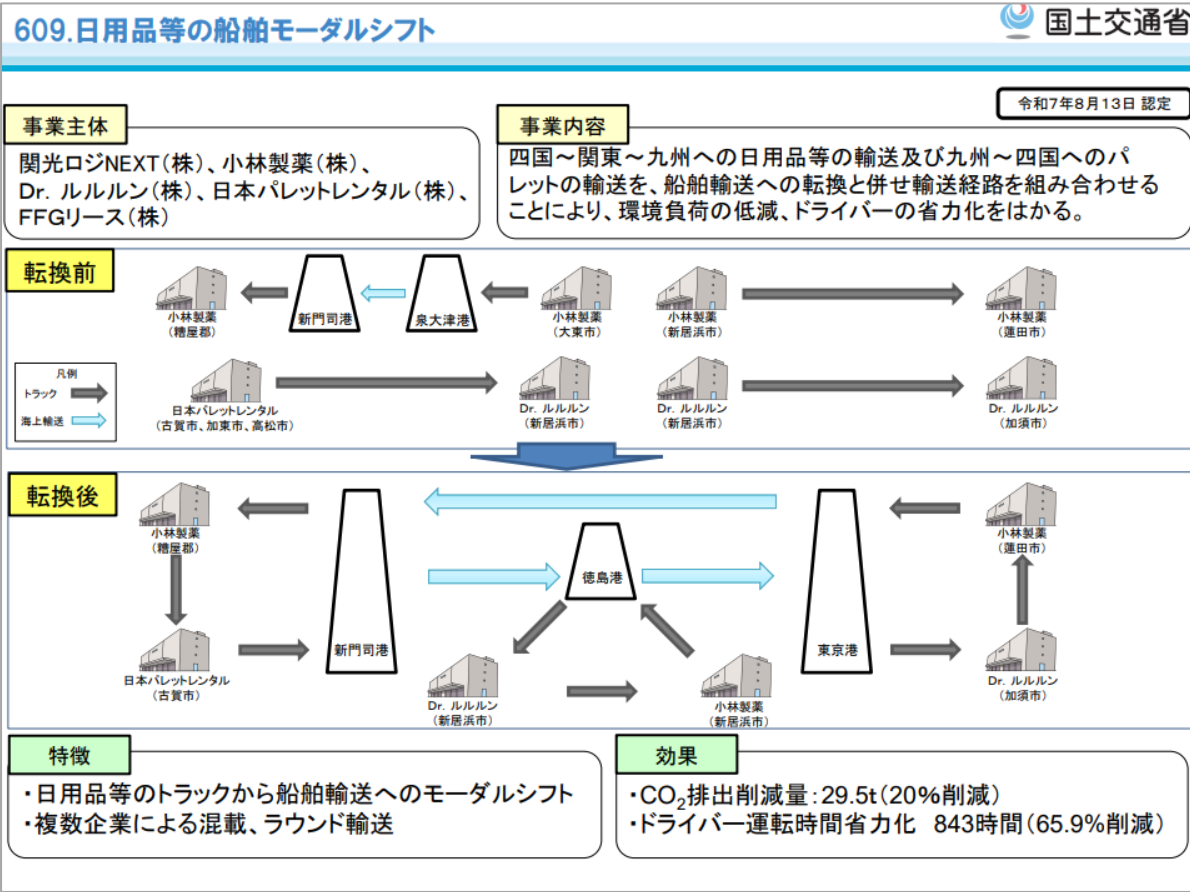 609.日用品等の船舶モーダルシフト
国土交通省
令和7年8月13日 認定
事業主体
関光ロジNEXT(株)、小林製薬(株)、
Dr. ルルルン(株)、日本パレットレンタル(株)、
FFGリース(株)
事業内容
四国～関東～九州への日用品等の輸送及び九州～四国へのパ
レットの輸送を、船舶輸送への転換と併せ輸送経路を組み合わせる
ことにより、環境負荷の低減、ドライバーの省力化をはかる。
転換前
小林製薬
(糟屋郡)
新門司港
泉大津港
小林製薬
(大東市)
小林製薬
(新居浜市)
小林製薬
(蓮田市)
凡例
トラック
海上輸送
日本パレットレンタル
(古賀市、加東市、高松市)
Dr. ルルルン
(新居浜市)
Dr. ルルルン
(新居浜市)
Dr. ルルルン
(加須市)
転換後
小林製薬
(糟屋郡)
日本パレットレンタル
(古賀市)
新門司港
徳島港
Dr. ルルルン
(新居浜市)
小林製薬
(新居浜市)
東京港
小林製薬
(蓮田市)
Dr. ルルルン
(加須市)
特徴
・日用品等のトラックから船舶輸送へのモーダルシフト
・複数企業による混載、ラウンド輸送
効果
・CO₂排出削減量：29.5t(20%削減)
・ドライバー運転時間省力化 843時間(65.9%削減)